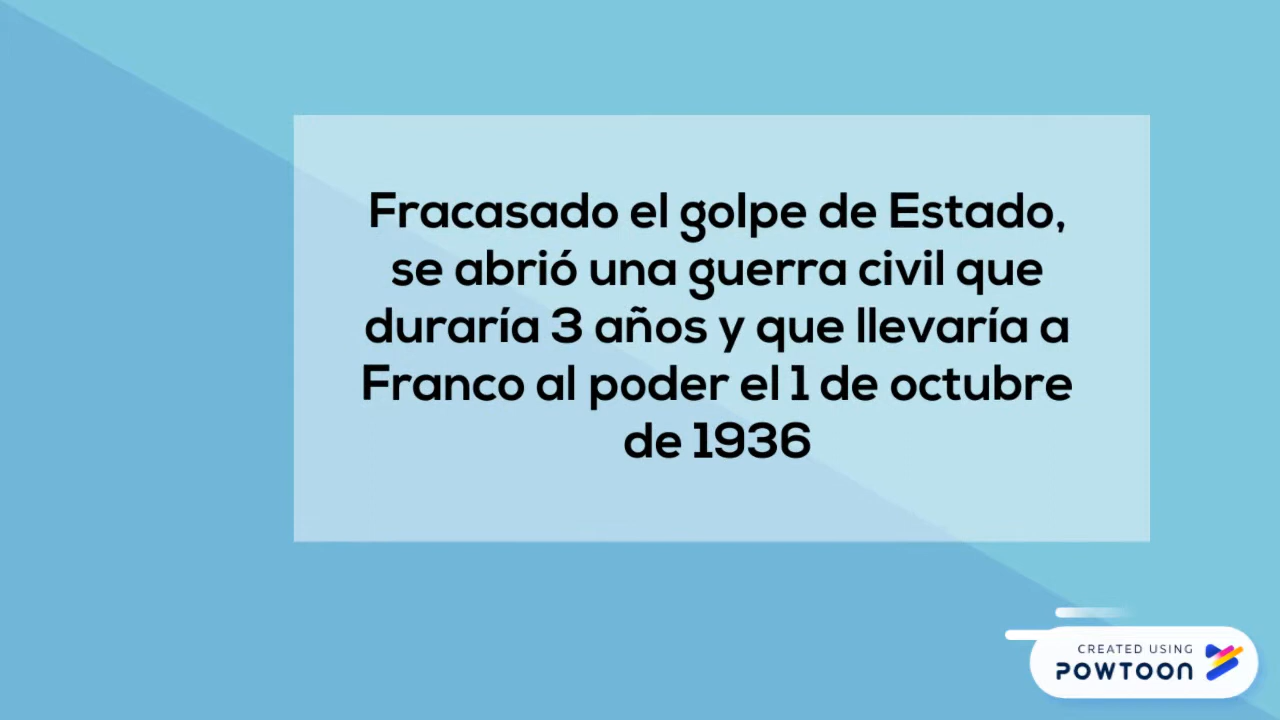 Fracasado el golpe de Estado,
se abrió una guerra civil que
duraría 3 años y que llevaría a
Franco al poder el 1 de octubre
de 1936
CREATED USING
POWTOON